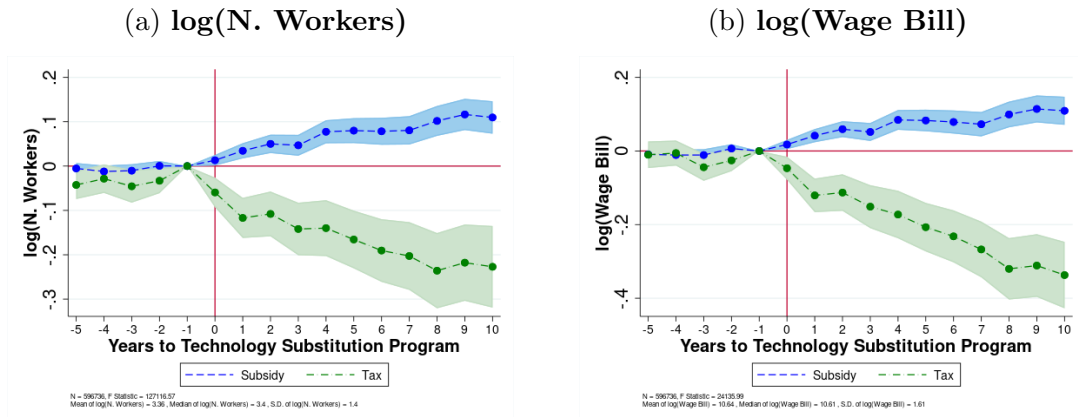 (a) log(N. Workers)
log(N. Workers)
.2
.1
0
-.1
-.2
-.3
-5 -4 -3 -2 -1 0 1 2 3 4 5 6 7 8 9 10
Years to Technology Substitution Program
Subsidy Tax
N = 596736, F Statistic = 127116.57
Mean of log(N. Workers) = 3.36 , Median of log(N. Workers) = 3.4 , S.D. of log(N. Workers) = 1.4
(b) log(Wage Bill)
log(Wage Bill)
.2
0
-.2
-.4
-5 -4 -3 -2 -1 0 1 2 3 4 5 6 7 8 9 10
Years to Technology Substitution Program
Subsidy Tax
N = 596736, F Statistic = 24135.99
Mean of log(Wage Bill) = 10.64 , Median of log(Wage Bill) = 10.61 , S.D. of log(Wage Bill) = 1.61